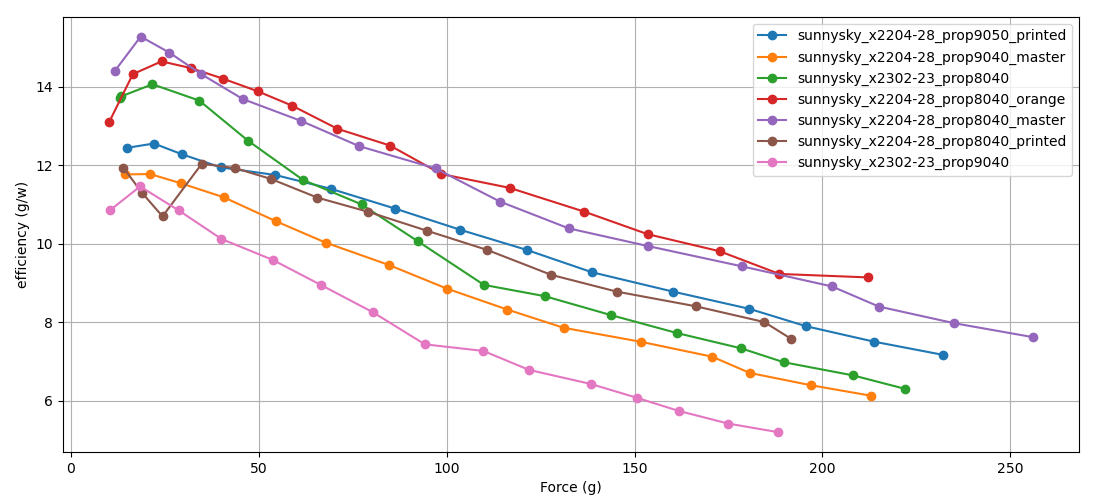 efficiency (g/w)
14
12
10
8
6
0
50
100
150
200
250
Force (g)
sunnysky_x2204-28_prop9050_printed
sunnysky_x2204-28_prop9040_master
sunnysky_x2302-23_prop8040
sunnysky_x2204-28_prop8040_orange
sunnysky_x2204-28_prop8040_master
sunnysky_x2204-28_prop8040_printed
sunnysky_x2302-23_prop9040